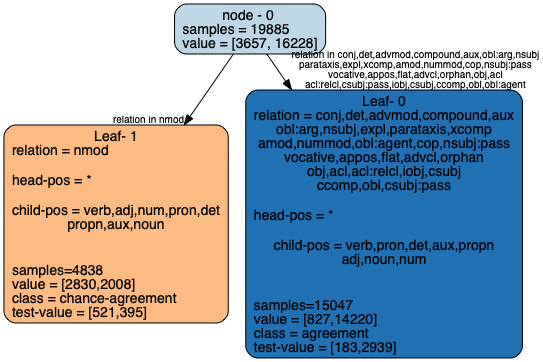 node - 0
samples = 19885
value = [3657, 16228]
relation in conj,det,advmod,compound,aux,obl:arg,nsubj
parataxis,expl,xcomp,amod,nummod,cop,nsubj:pass
vocative,appos,flat,advcl,orphan,obj,acl
acl:relcl,csubj:pass,iobj,csubj,ccomp,obl,obl:agent
relation in nmod
Leaf- 1
relation = nmod
head-pos = *
child-pos = verb,adj,num,pron,det
propn,aux,noun
samples=4838
value = [2830,2008]
class = chance-agreement
test-value = [521,395]
Leaf- 0
relation = conj,det,advmod,compound,aux
obl:arg,nsubj,expl,parataxis,xcomp
amod,nummod,obl:agent,cop,nsubj:pass
vocative,appos,flat,advcl,orphan
obj,acl,acl:relcl,iobj,csubj
ccomp,obl,csubj:pass
head-pos = *
child-pos = verb,pron,det,aux,propn
adj,noun,num
samples=15047
value = [827,14220]
class = agreement
test-value = [183,2939]